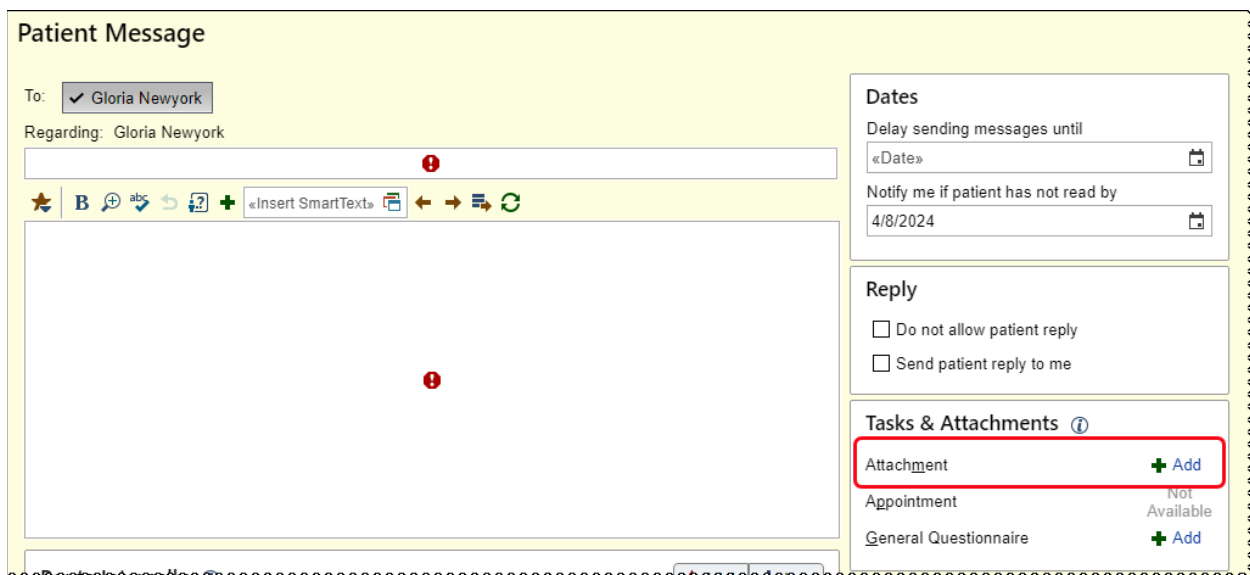 Patient Message
To: Gloria Newyork
Regarding: Gloria Newyork
B abc «Insert SmartText»
Dates
Delay sending messages until
«Date»
Notify me if patient has not read by
4/8/2024
Reply
Do not allow patient reply
Send patient reply to me
Tasks & Attachments
Attachment Add
Appointment Not Available
General Questionnaire Add